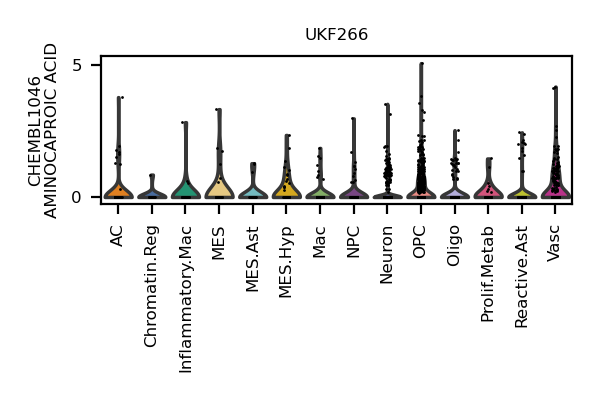 UKF266
CHEMBL1046
AMINOCAPROIC ACID
5
0
AC
Chromatin.Reg
Inflammatory.Mac
MES
MES.Ast
MES.Hyp
Mac
NPC
Neuron
OPC
Oligo
Prolif.Metab
Reactive.Ast
Vasc